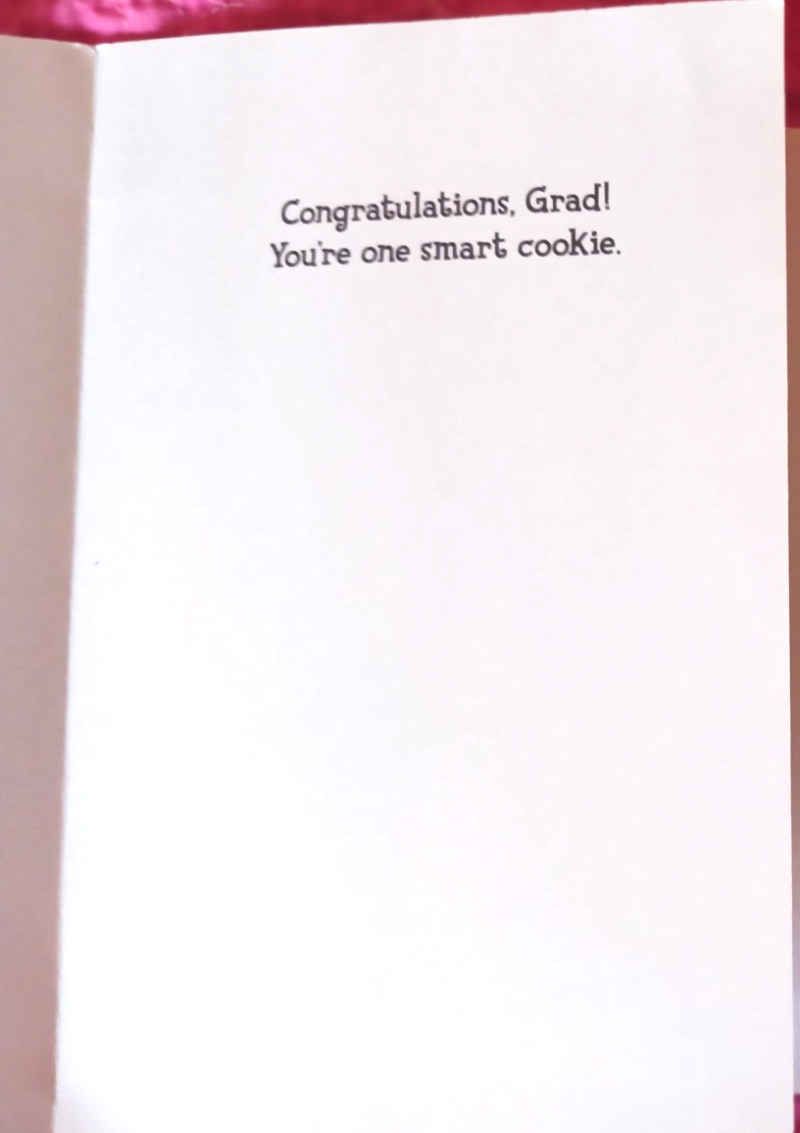 Congratulations, Grad!
You're one smart cookie.